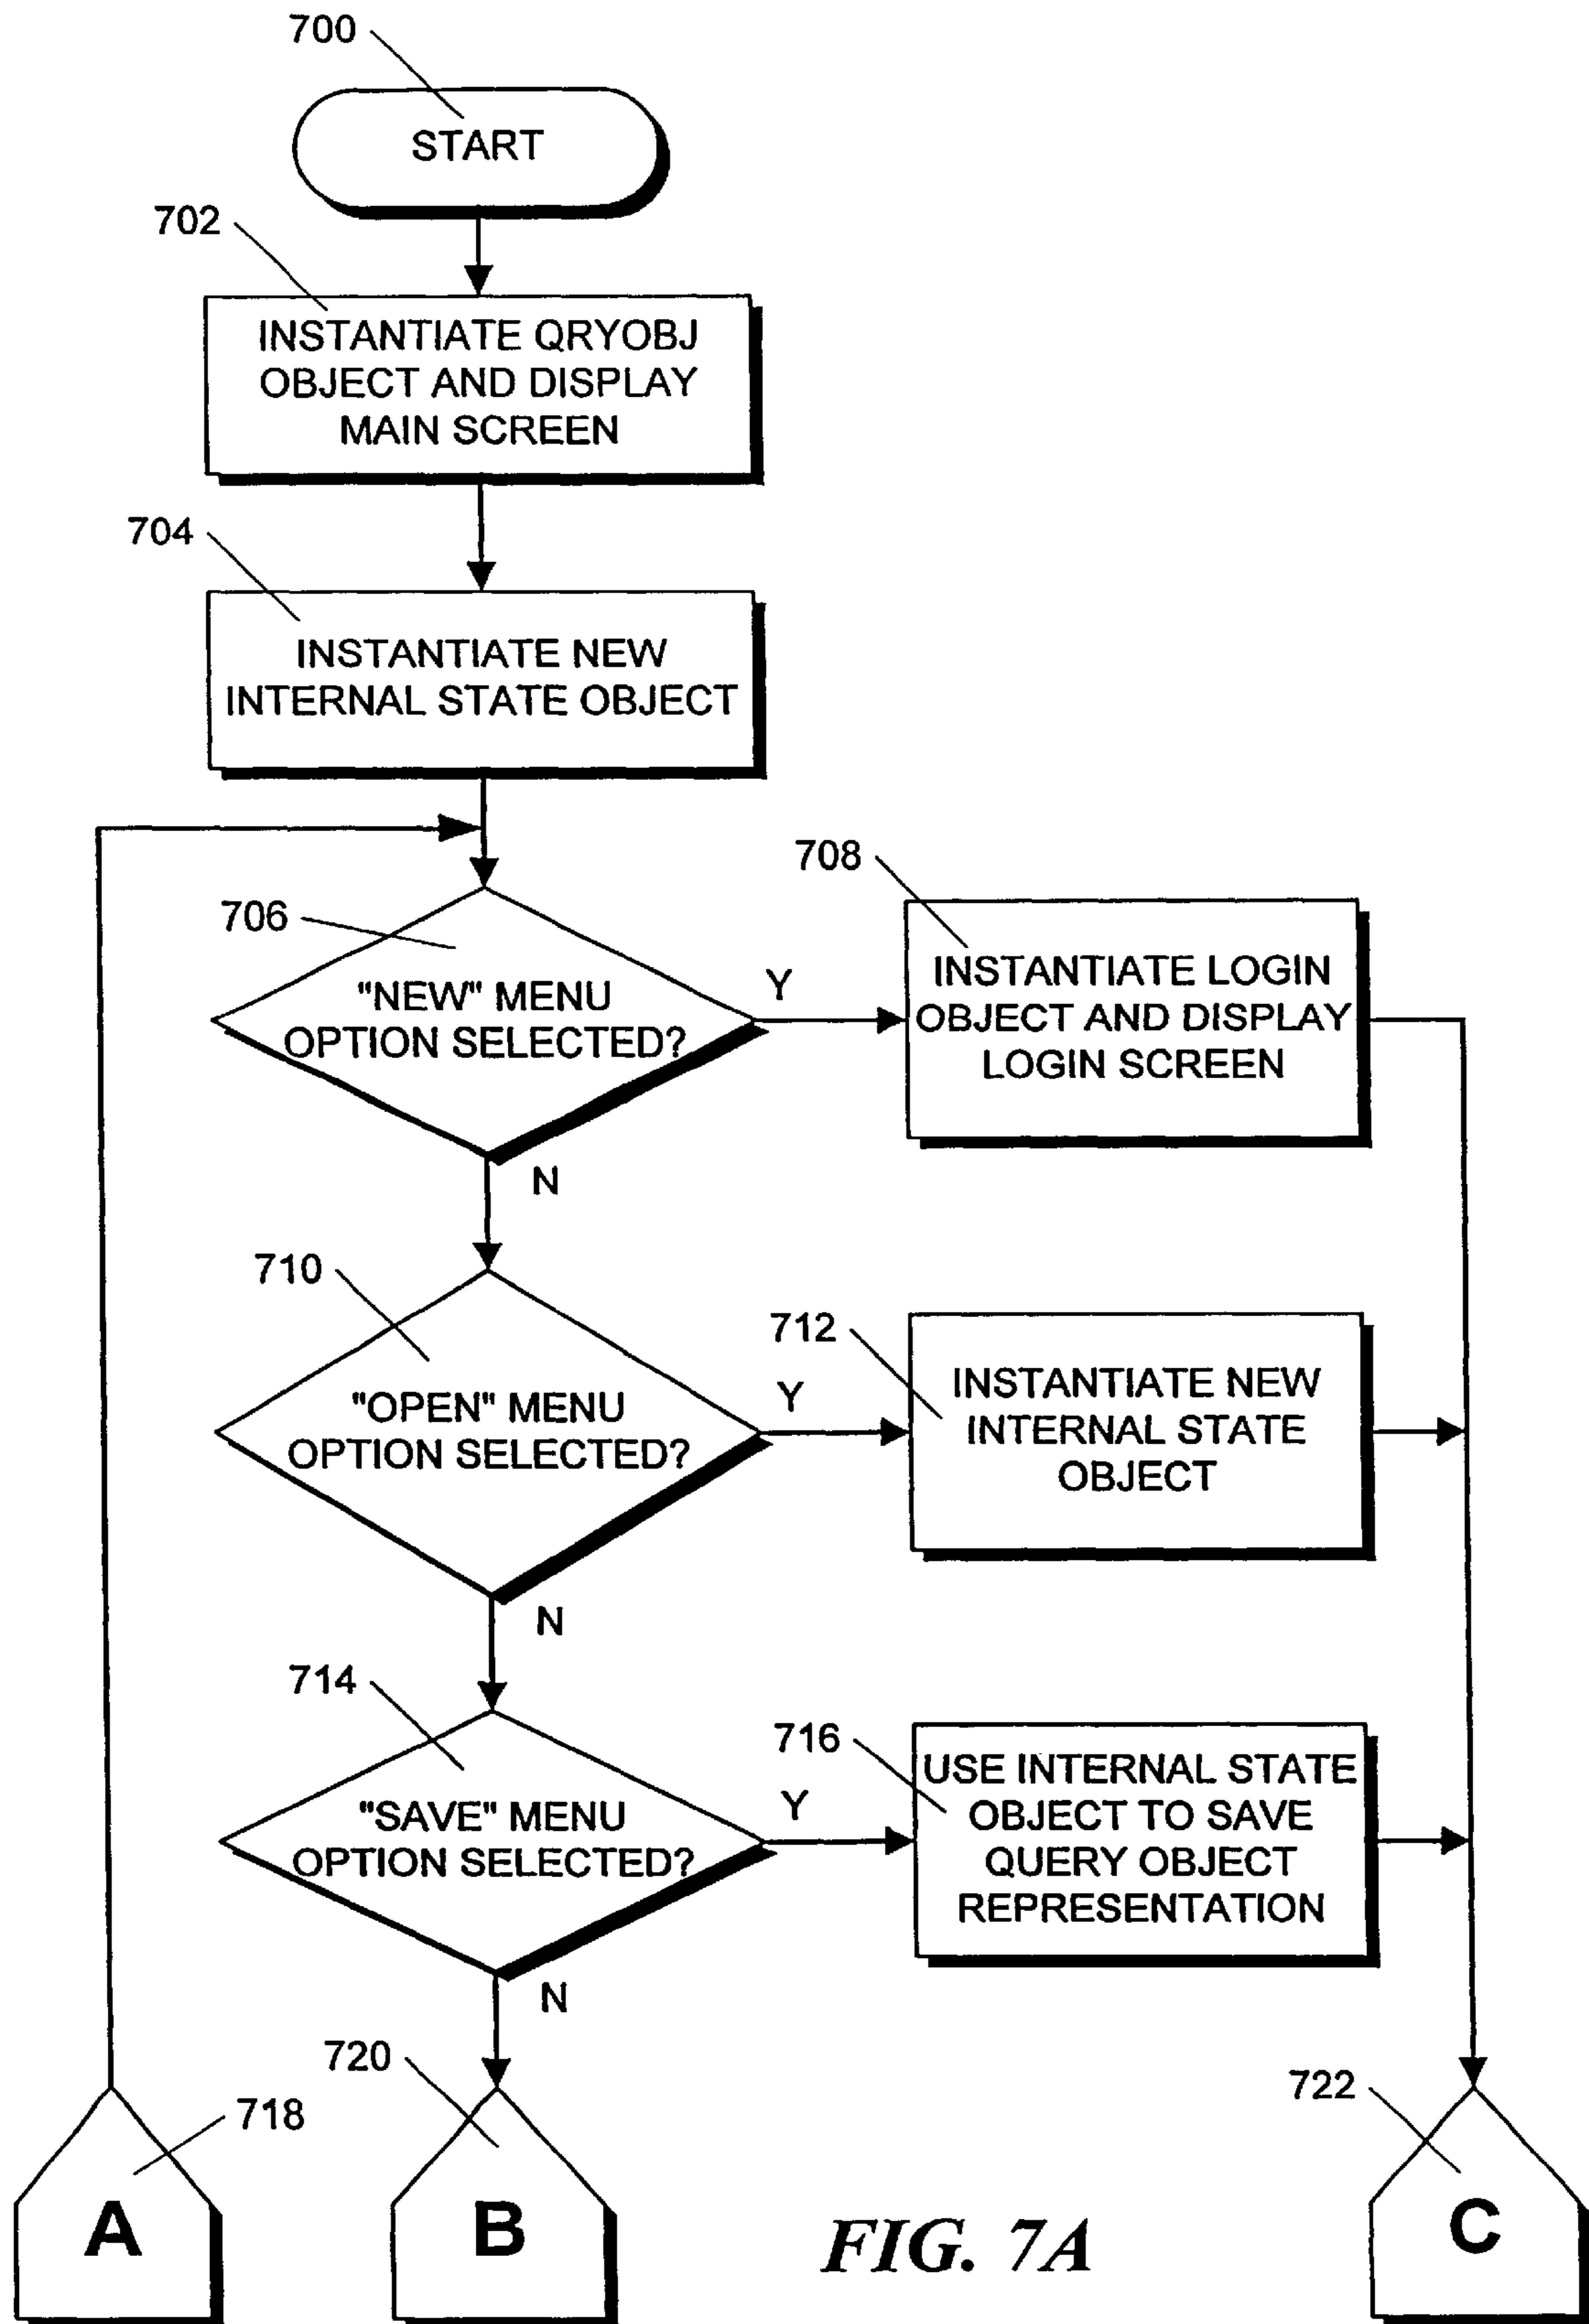 700
START
702
INSTANTIATE QRYOBJ
OBJECT AND DISPLAY
MAIN SCREEN
704
INSTANTIATE NEW
INTERNAL STATE OBJECT
706
"NEW" MENU
OPTION SELECTED?
Y
N
708
INSTANTIATE LOGIN
OBJECT AND DISPLAY
LOGIN SCREEN
710
"OPEN" MENU
OPTION SELECTED?
Y
N
712
INSTANTIATE NEW
INTERNAL STATE
OBJECT
714
"SAVE" MENU
OPTION SELECTED?
Y
N
716
USE INTERNAL STATE
OBJECT TO SAVE
QUERY OBJECT
REPRESENTATION
718
A
720
B
722
C
FIG. 7A